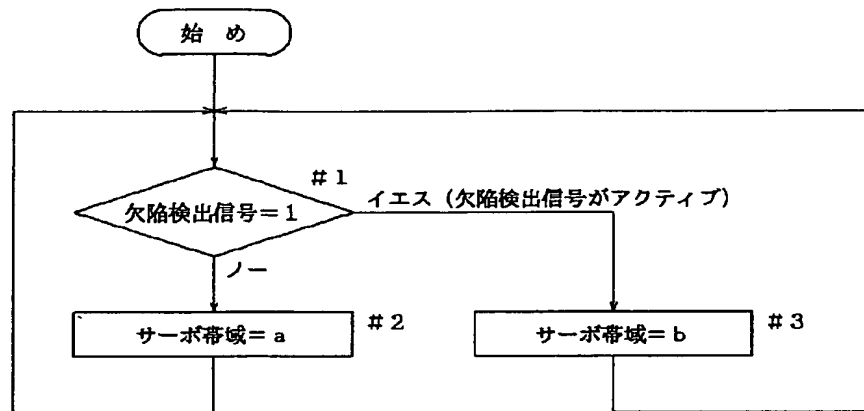 始 め
#1
欠陥検出信号=1
イエス(欠陥検出信号がアクティブ)
ノー
サーボ帯域=a
#2
サーボ帯域=b
#3